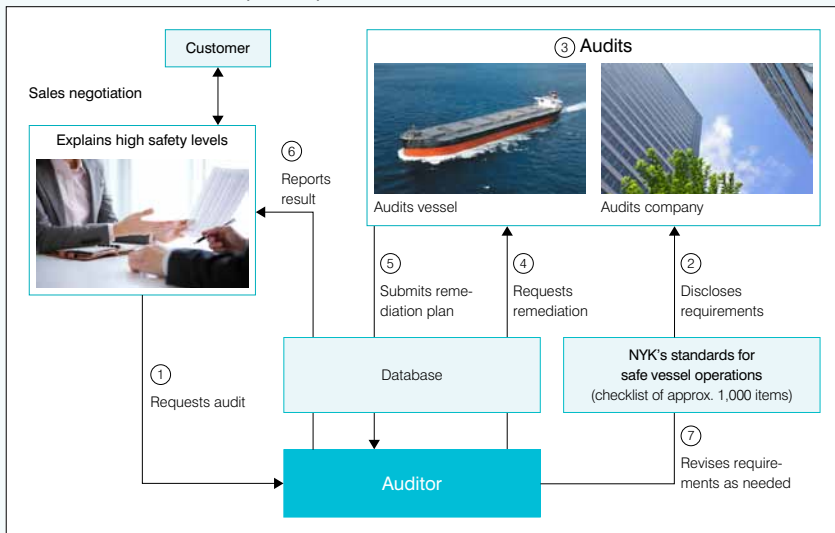 Customer
Sales negotiation
Explains high safety levels
③ Audits
Audits vessel
Audits company
⑥
Reports
result
⑤
Submits reme-
diation plan
④
Requests
remediation
②
Discloses
requirements
①
Requests audit
Database
NYK's standards for
safe vessel operations
(checklist of approx. 1,000 items)
⑦
Revises require-
ments as needed
Auditor